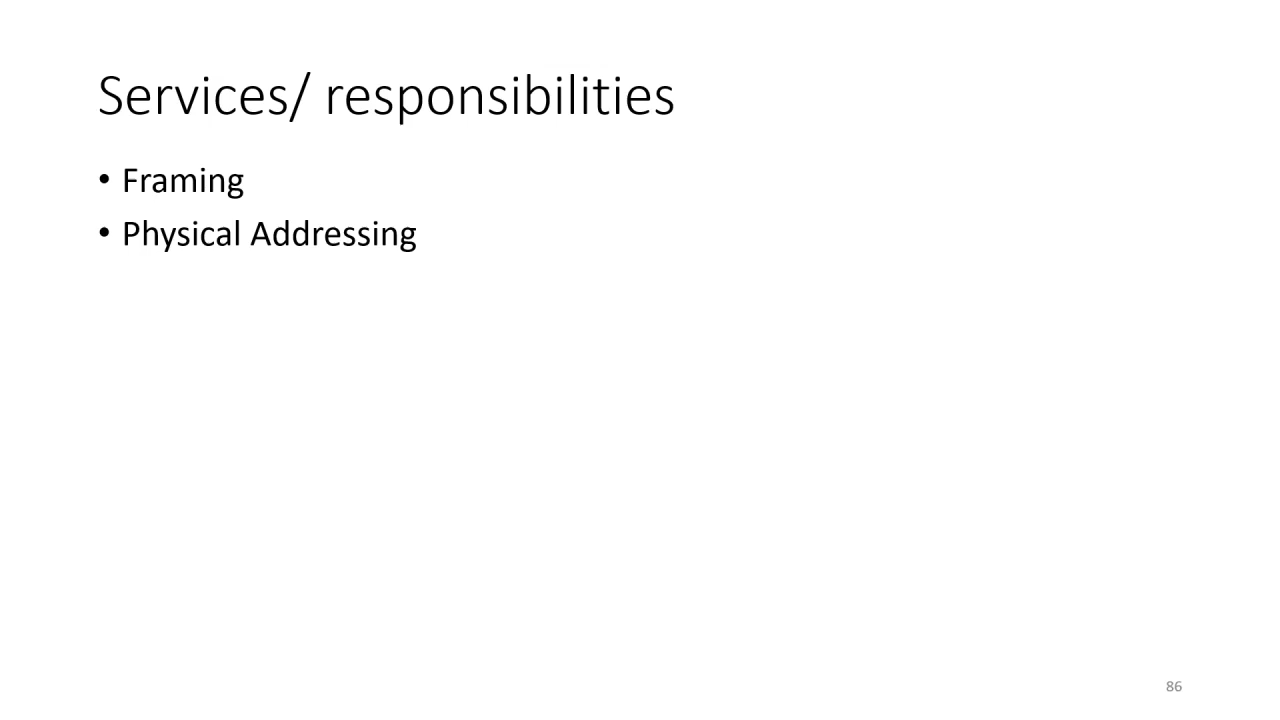 Services/ responsibilities
• Framing
• Physical Addressing
86